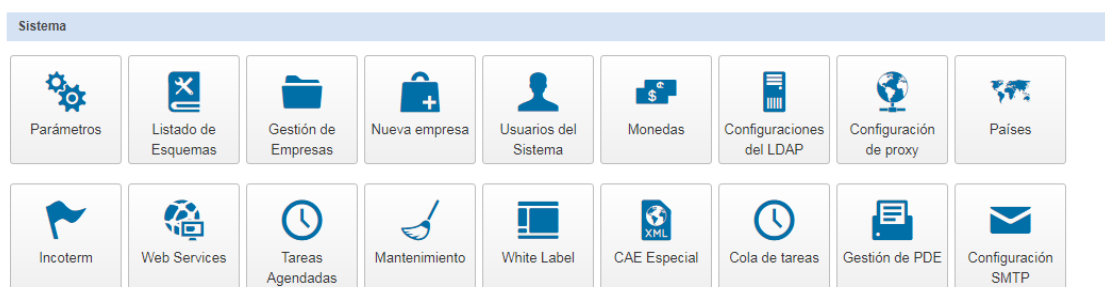 Sistema
Parámetros
Listado de
Esquemas
Gestión de
Empresas
Nueva empresa
Usuarios del
Sistema
Monedas
Configuraciones
del LDAP
Configuración
de proxy
Países
Incoterm
Web Services
Tareas
Agendadas
Mantenimiento
White Label
XML
CAE Especial
Cola de tareas
Gestión de PDE
Configuración
SMTP